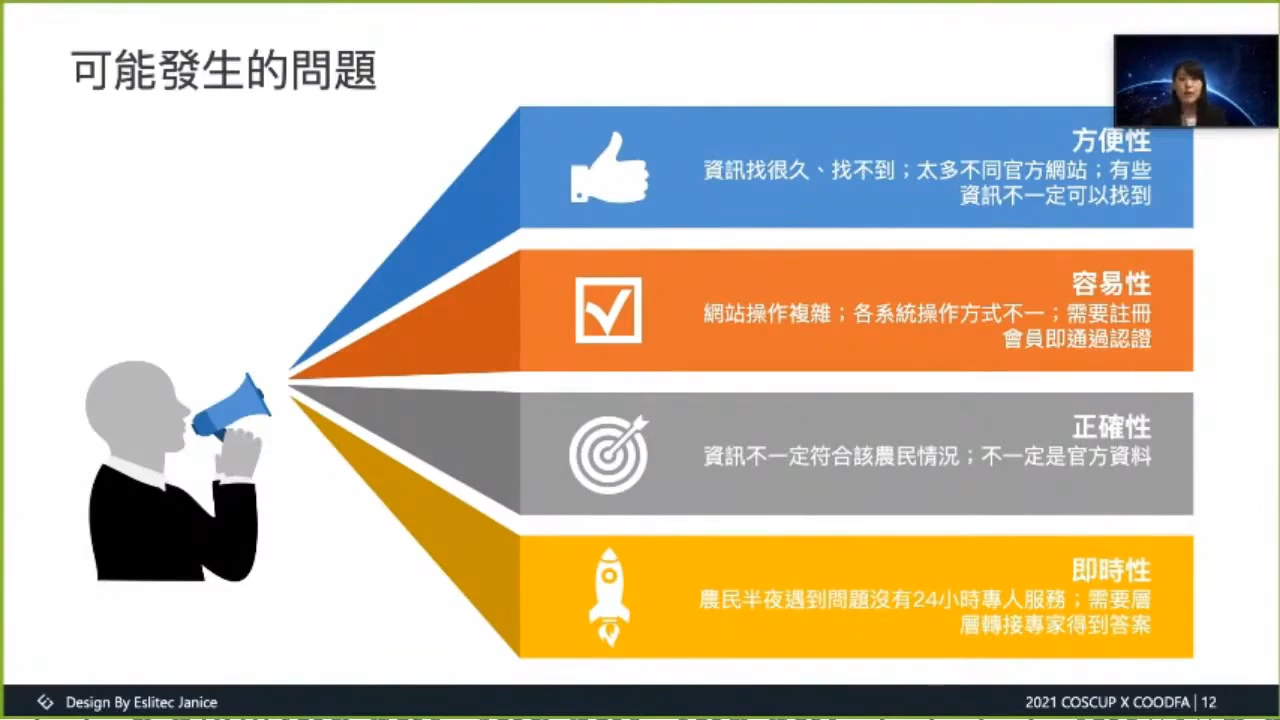 可能發生的問題
方便性
資訊找很久、找不到；太多不同官方網站；有些
資訊不一定可以找到
容易性
網站操作複雜；各系統操作方式不一；需要註冊
會員即通過認證
正確性
資訊不一定符合該農民情況；不一定是官方資料
即時性
農民半夜遇到問題沒有24小時專人服務；需要層
層轉接專家得到答案
Design By Eslitec Janice
2021 COSCUP X COODFA | 12